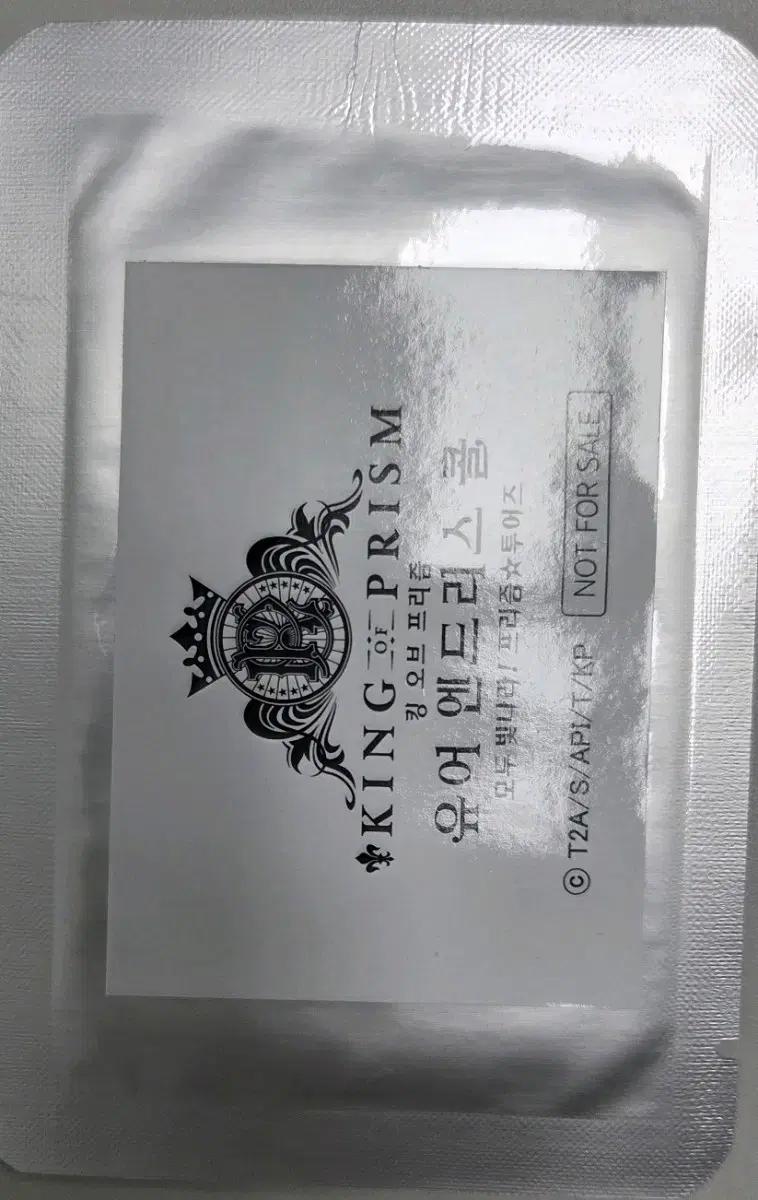 KING OF PRISM
킹 오브 프리즘
유어 엔드리스 콜
모두 빛나라! 프리즘☆투어즈
© T2A/S/API/T/KP
NOT FOR SALE